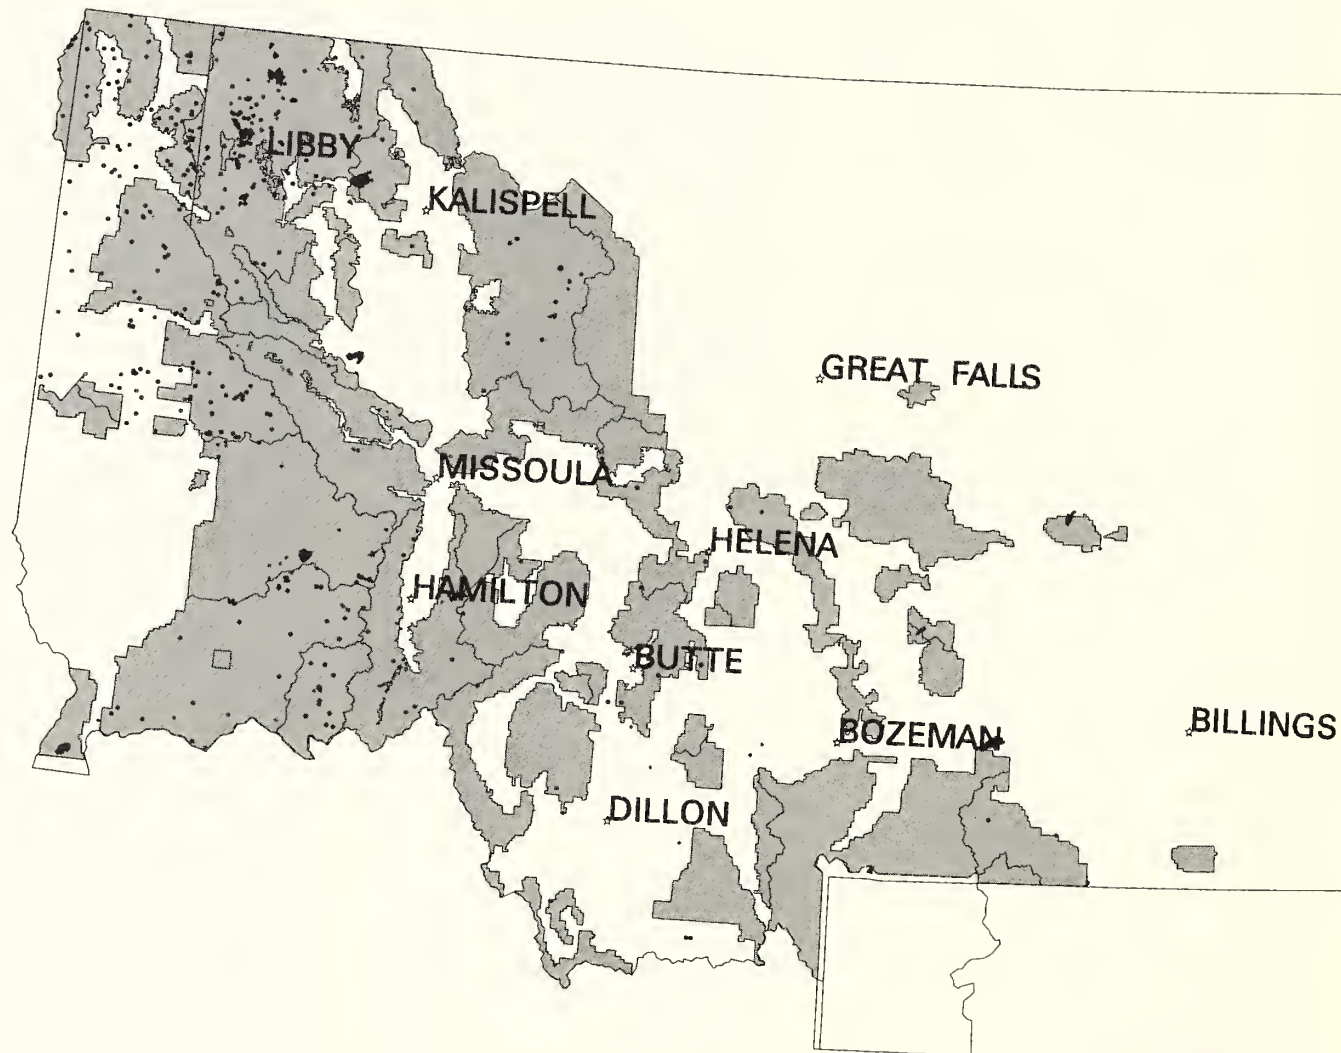 LIBBY
KALISPELL
GREAT FALLS
MISSOULA
HELENA
HAMILTON
BUTTE
BOZEMAN
BILLINGS
DILLON